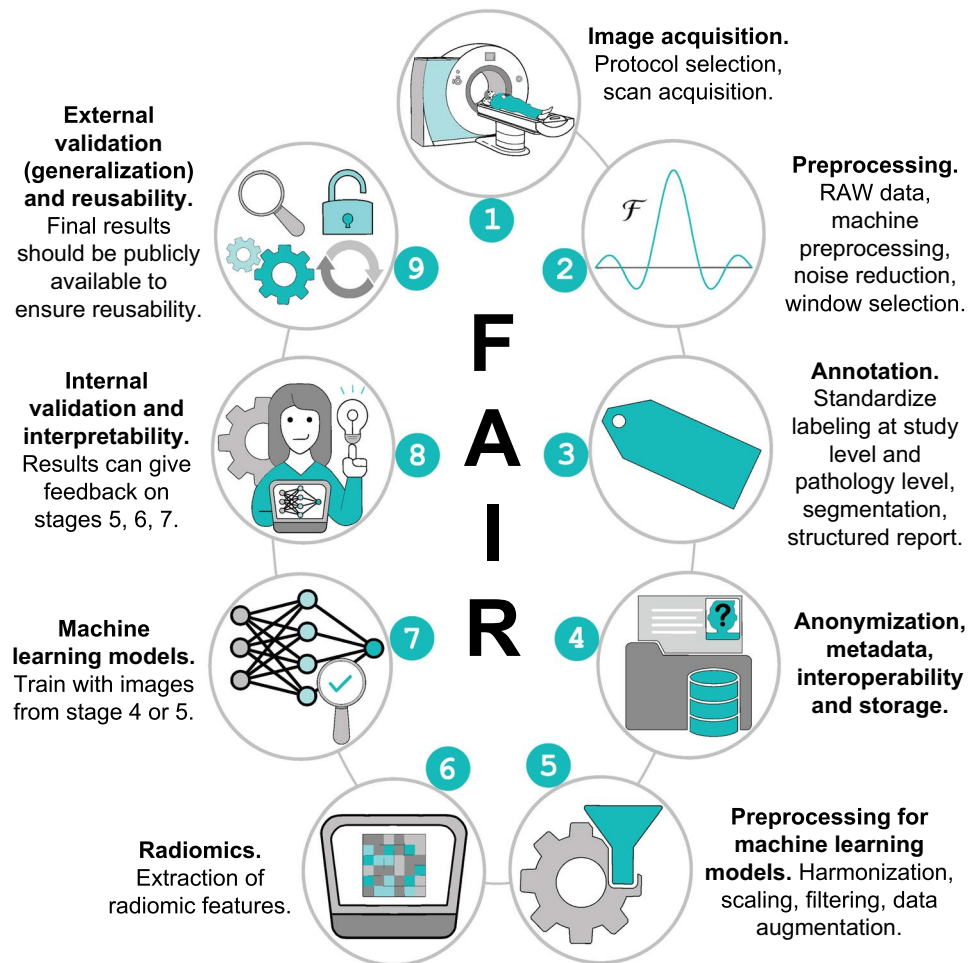 Image acquisition.
Protocol selection,
scan acquisition.
1
Preprocessing.
RAW data,
machine
preprocessing,
noise reduction,
window selection.
ℱ
2
Annotation.
Standardize
labeling at study
level and
pathology level,
segmentation,
structured report.
3
Anonymization,
metadata,
interoperability
and storage.
?
4
Preprocessing for
machine learning
models. Harmonization,
scaling, filtering, data
augmentation.
5
Radiomics.
Extraction of
radiomic features.
6
Machine
learning models.
Train with images
from stage 4 or 5.
7
Internal
validation and
interpretability.
Results can give
feedback on
stages 5, 6, 7.
8
External
validation
(generalization)
and reusability.
Final results
should be publicly
available to
ensure reusability.
9
F
A
I
R